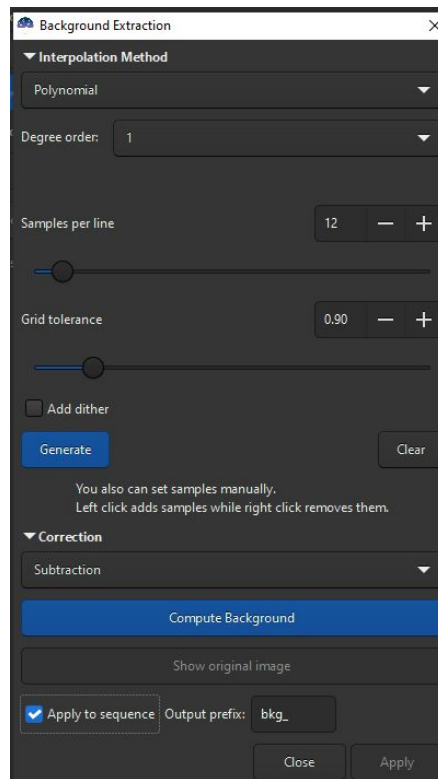 Background Extraction
Interpolation Method
Polynomial
Degree order: 1
Samples per line 12
Grid tolerance 0.90
Add dither
Generate Clear
You also can set samples manually.
Left click adds samples while right click removes them.
Correction
Subtraction
Compute Background
Show original image
Apply to sequence Output prefix: bkg_
Close Apply